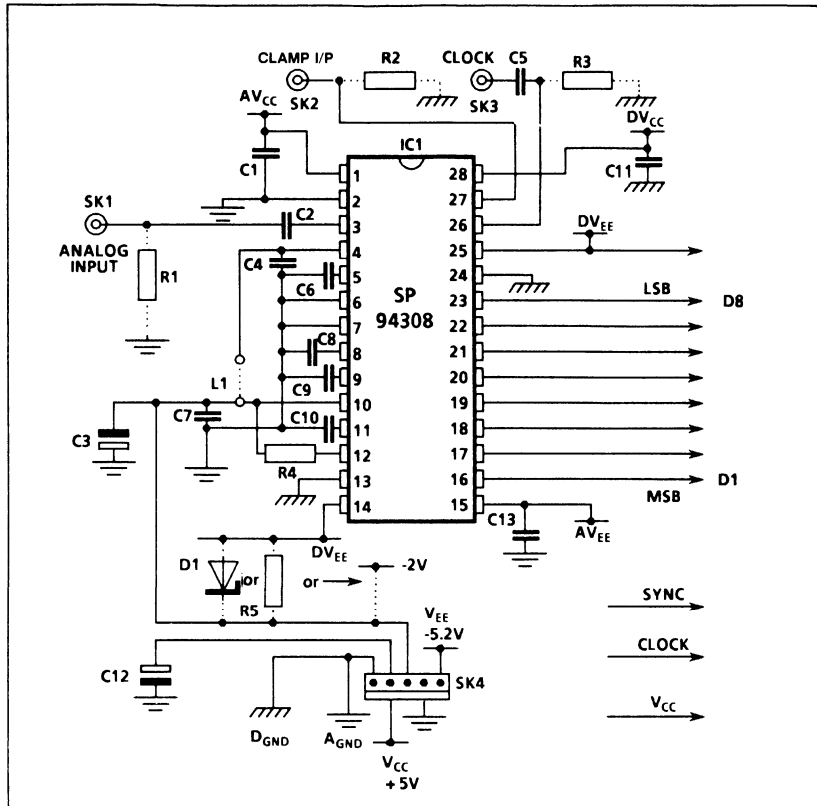 CLAMP I/P R2 CLOCK C5 R3
SK2 SK3
AVCC DVCC
IC1
C1 C11
1 28
2 27
SK1 C2
3 26
ANALOG INPUT
DVEE
4 25
C4
R1 5 24
C6 SP 94308
6 23 LSB D8
7 22
C8
8 21
C9
9 20
L1
10 19
C7 C10
C3 11 18
R4
12 17
13 16 MSB D1
14 15
C13
AVEE
DVEE
D1 or or -2V
R5
VEE
-5.2V
SYNC
C12
SK4
CLOCK
DGND AGND
VCC
VCC
+ 5V